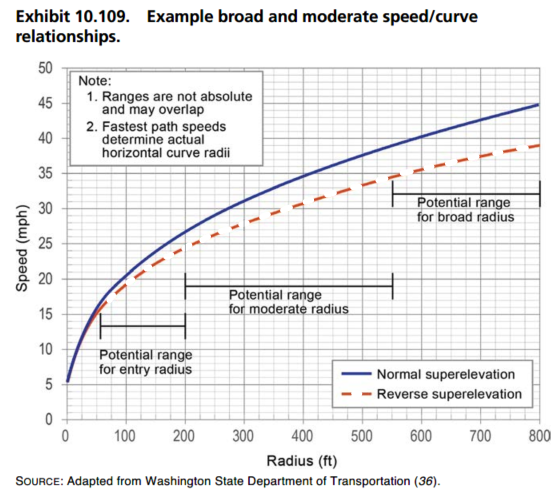 Exhibit 10.109. Example broad and moderate speed/curve
relationships.
50
45
40
35
30
25
20
15
10
5
0
Speed (mph)
Note:
1. Ranges are not absolute
and may overlap
2. Fastest path speeds
determine actual
horizontal curve radii
Potential range
for broad radius
Potential range
for moderate radius
Potential range
for entry radius
Normal superelevation
Reverse superelevation
0 100 200 300 400 500 600 700 800
Radius (ft)
SOURCE: Adapted from Washington State Department of Transportation (36).